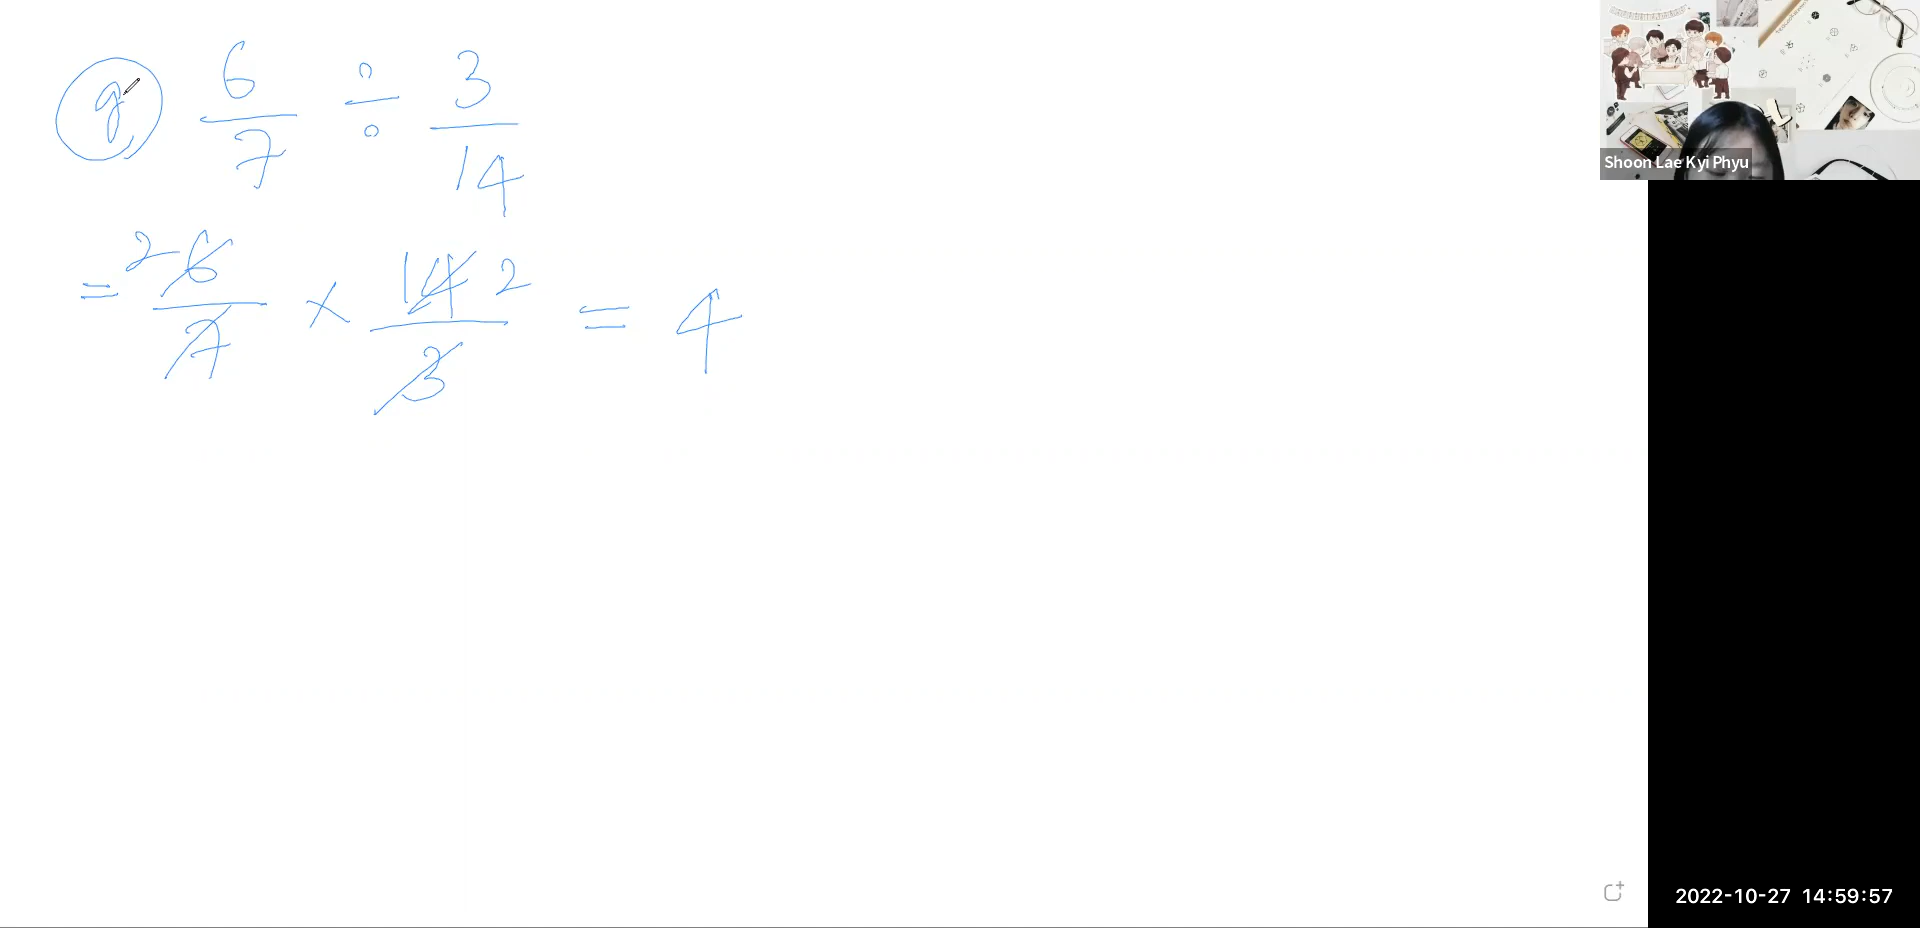 g 6/7 ÷ 3/14
= 2 6/7 × 14/3 2 = 4
Shoon Lae Kyi Phyu
2022-10-27 14:59:57